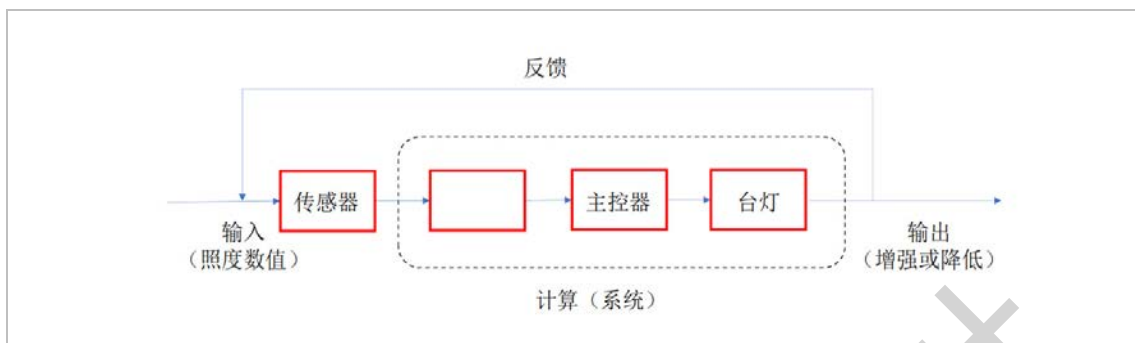 反馈
传感器
主控器
台灯
输入
（照度数值）
输出
（增强或降低）
计算（系统）